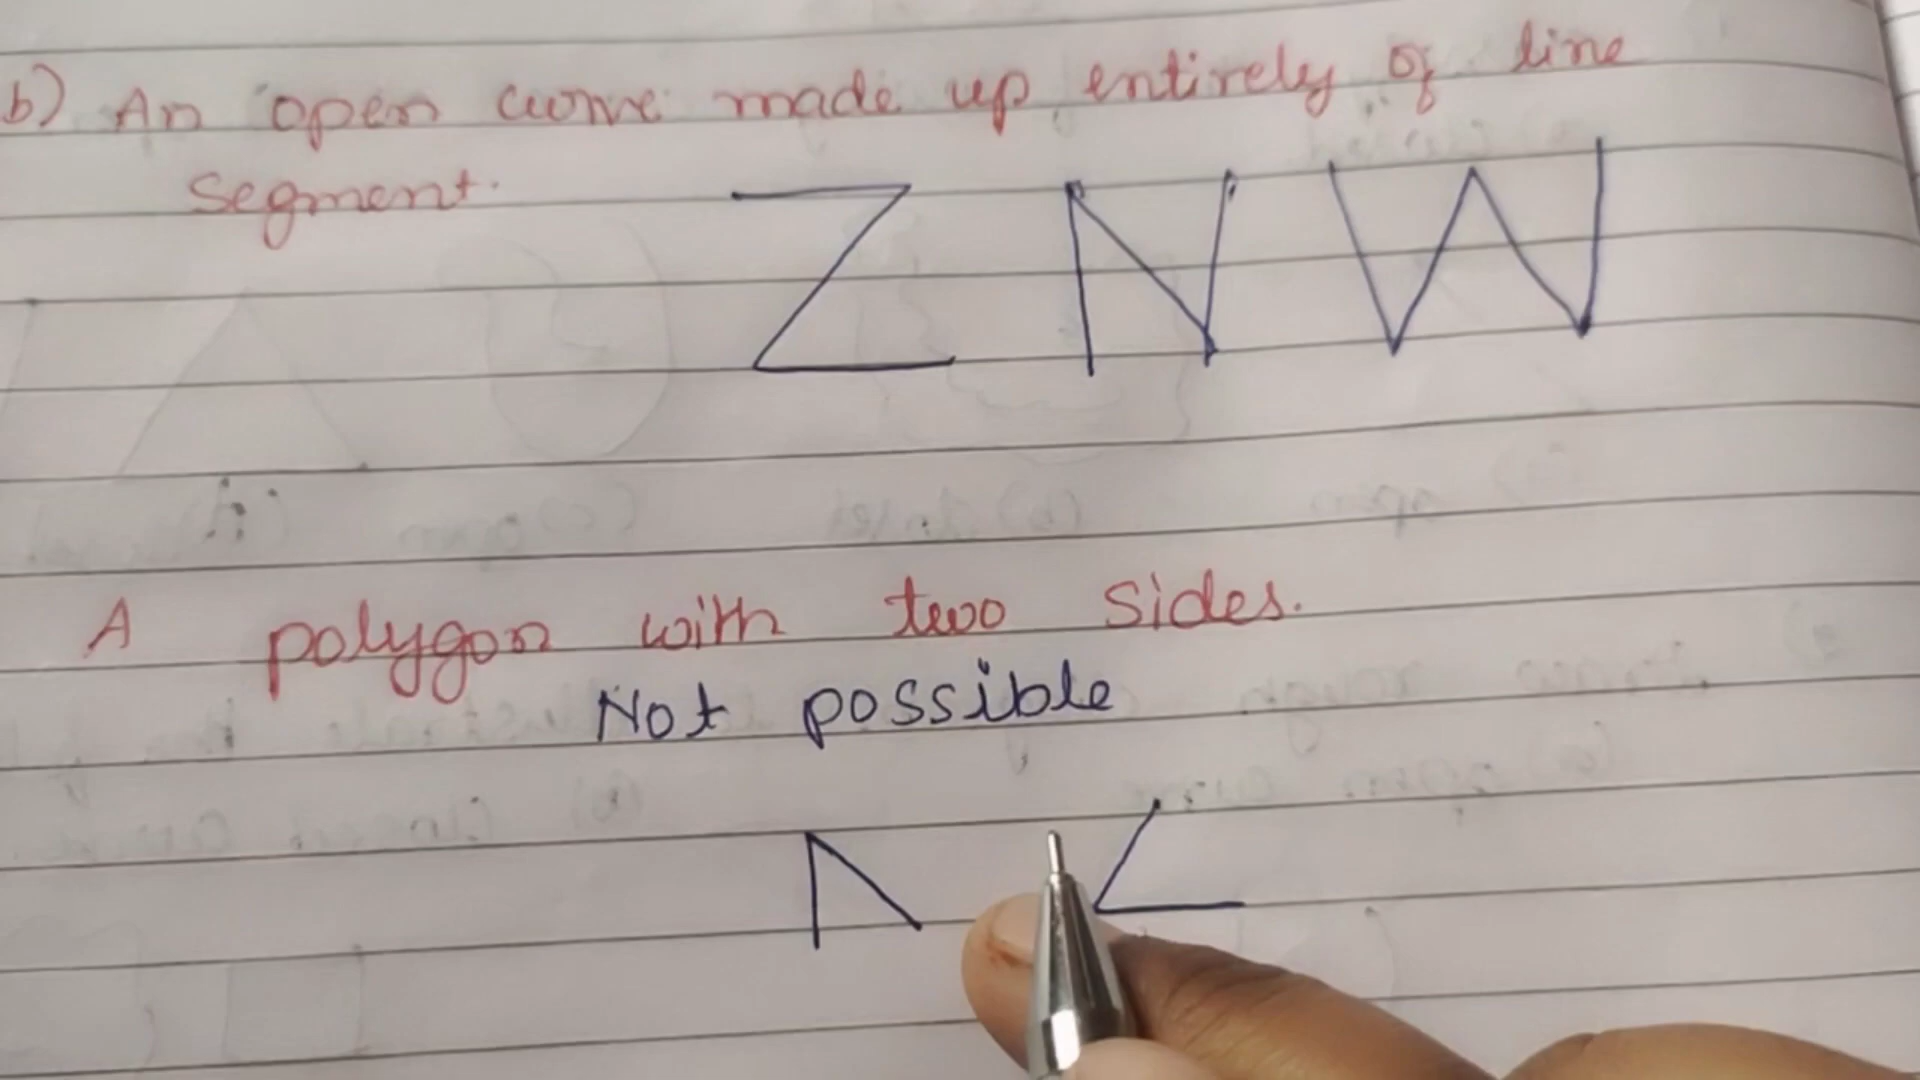 b) An open curve made up entirely of line
segment.
Z N W
A polygon with two sides.
Not possible